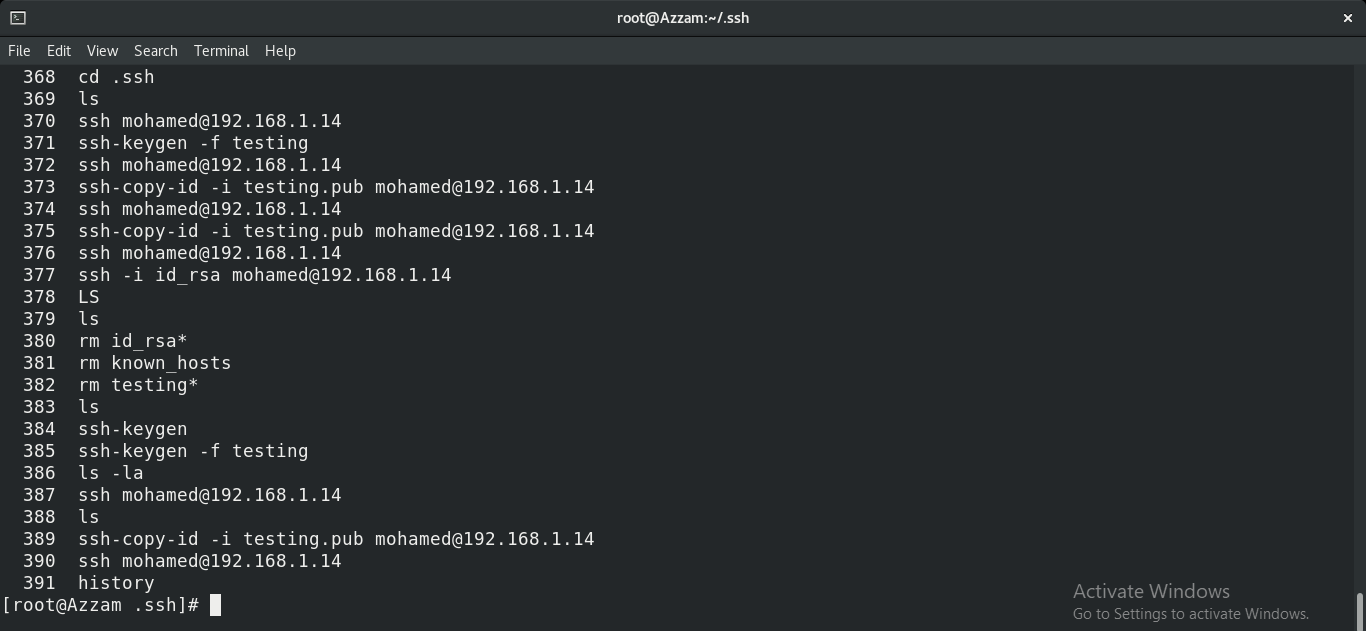 root@Azzam:~/.ssh
File Edit View Search Terminal Help
368 cd .ssh
369 ls
370 ssh mohamed@192.168.1.14
371 ssh-keygen -f testing
372 ssh mohamed@192.168.1.14
373 ssh-copy-id -i testing.pub mohamed@192.168.1.14
374 ssh mohamed@192.168.1.14
375 ssh-copy-id -i testing.pub mohamed@192.168.1.14
376 ssh mohamed@192.168.1.14
377 ssh -i id_rsa mohamed@192.168.1.14
378 LS
379 ls
380 rm id_rsa*
381 rm known_hosts
382 rm testing*
383 ls
384 ssh-keygen
385 ssh-keygen -f testing
386 ls -la
387 ssh mohamed@192.168.1.14
388 ls
389 ssh-copy-id -i testing.pub mohamed@192.168.1.14
390 ssh mohamed@192.168.1.14
391 history
[root@Azzam .ssh]#
Activate Windows
Go to Settings to activate Windows.